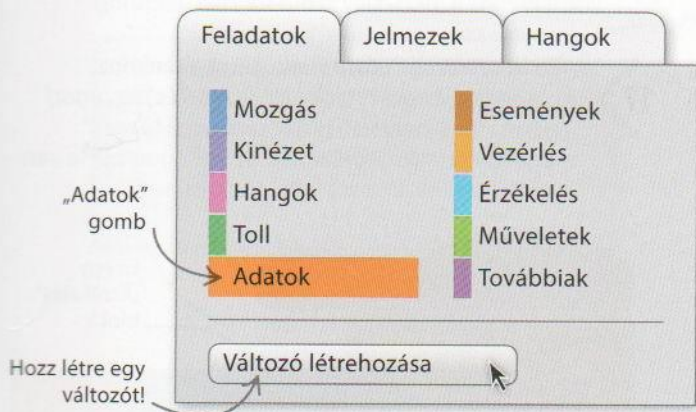 Feladatok
Jelmezek
Hangok
Mozgás
Kinézet
Hangok
Toll
Adatok
Események
Vezérlés
Érzékelés
Műveletek
Továbbiak
„Adatok”
gomb
Változó létrehozása
Hozz létre egy
változót!